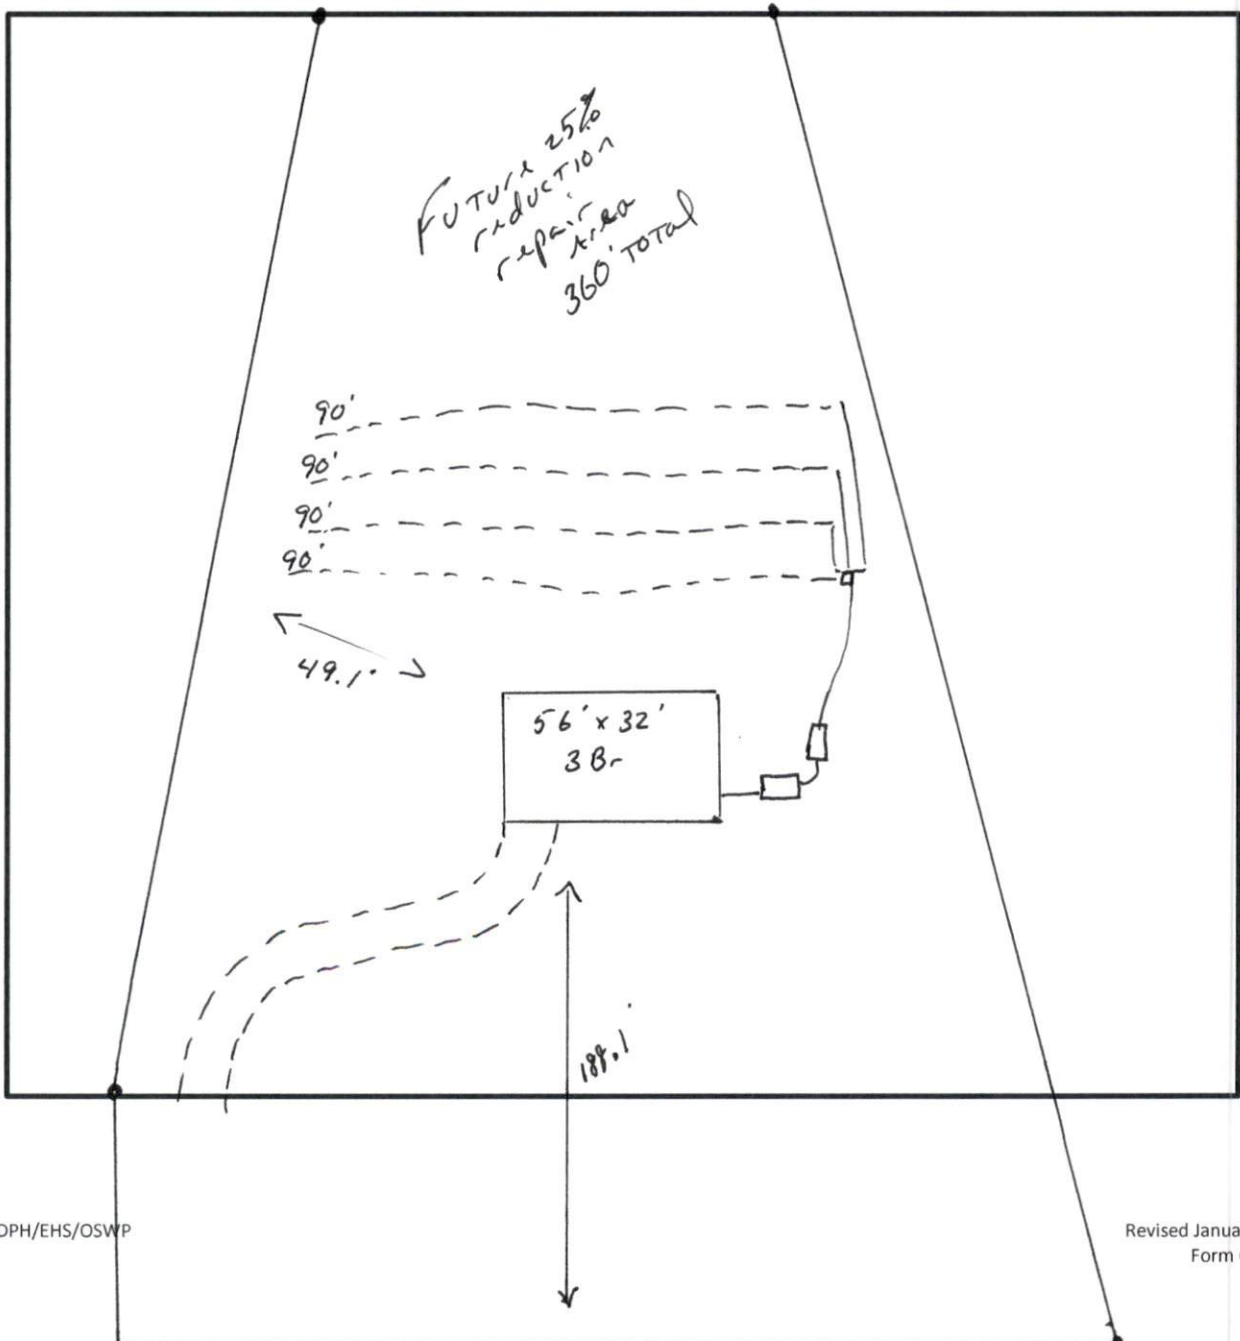 Future 25%
reduction
repair
Area
360' Total
90'
90'
90'
90'
49.1'
56' x 32'
3 Br
188.1'
DPH/EHS/OSWP
Revised Janua
Form